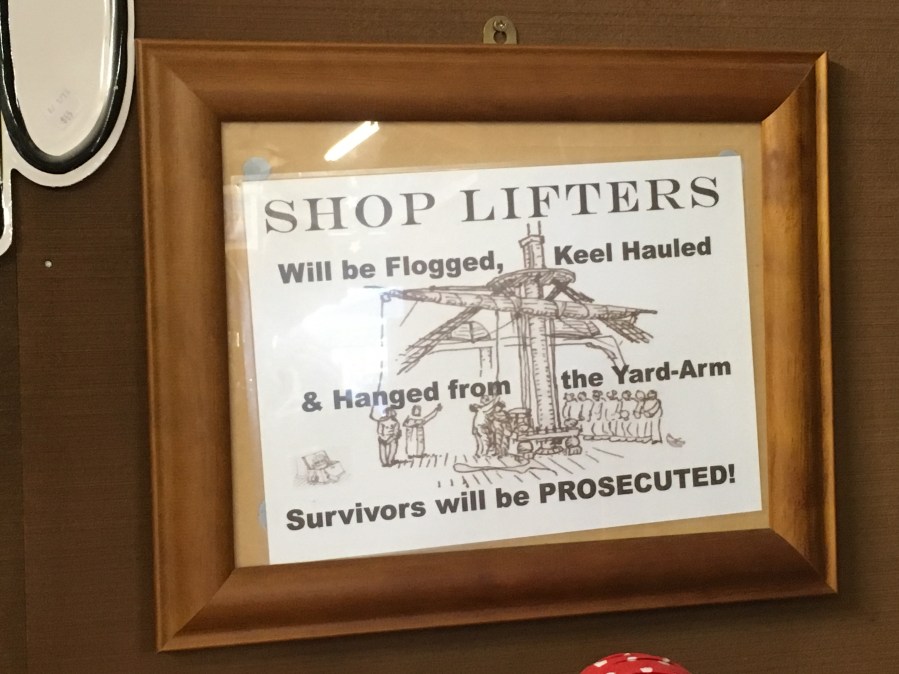 SHOP LIFTERS
Will be Flogged, Keel Hauled
& Hanged from the Yard-Arm
Survivors will be PROSECUTED!